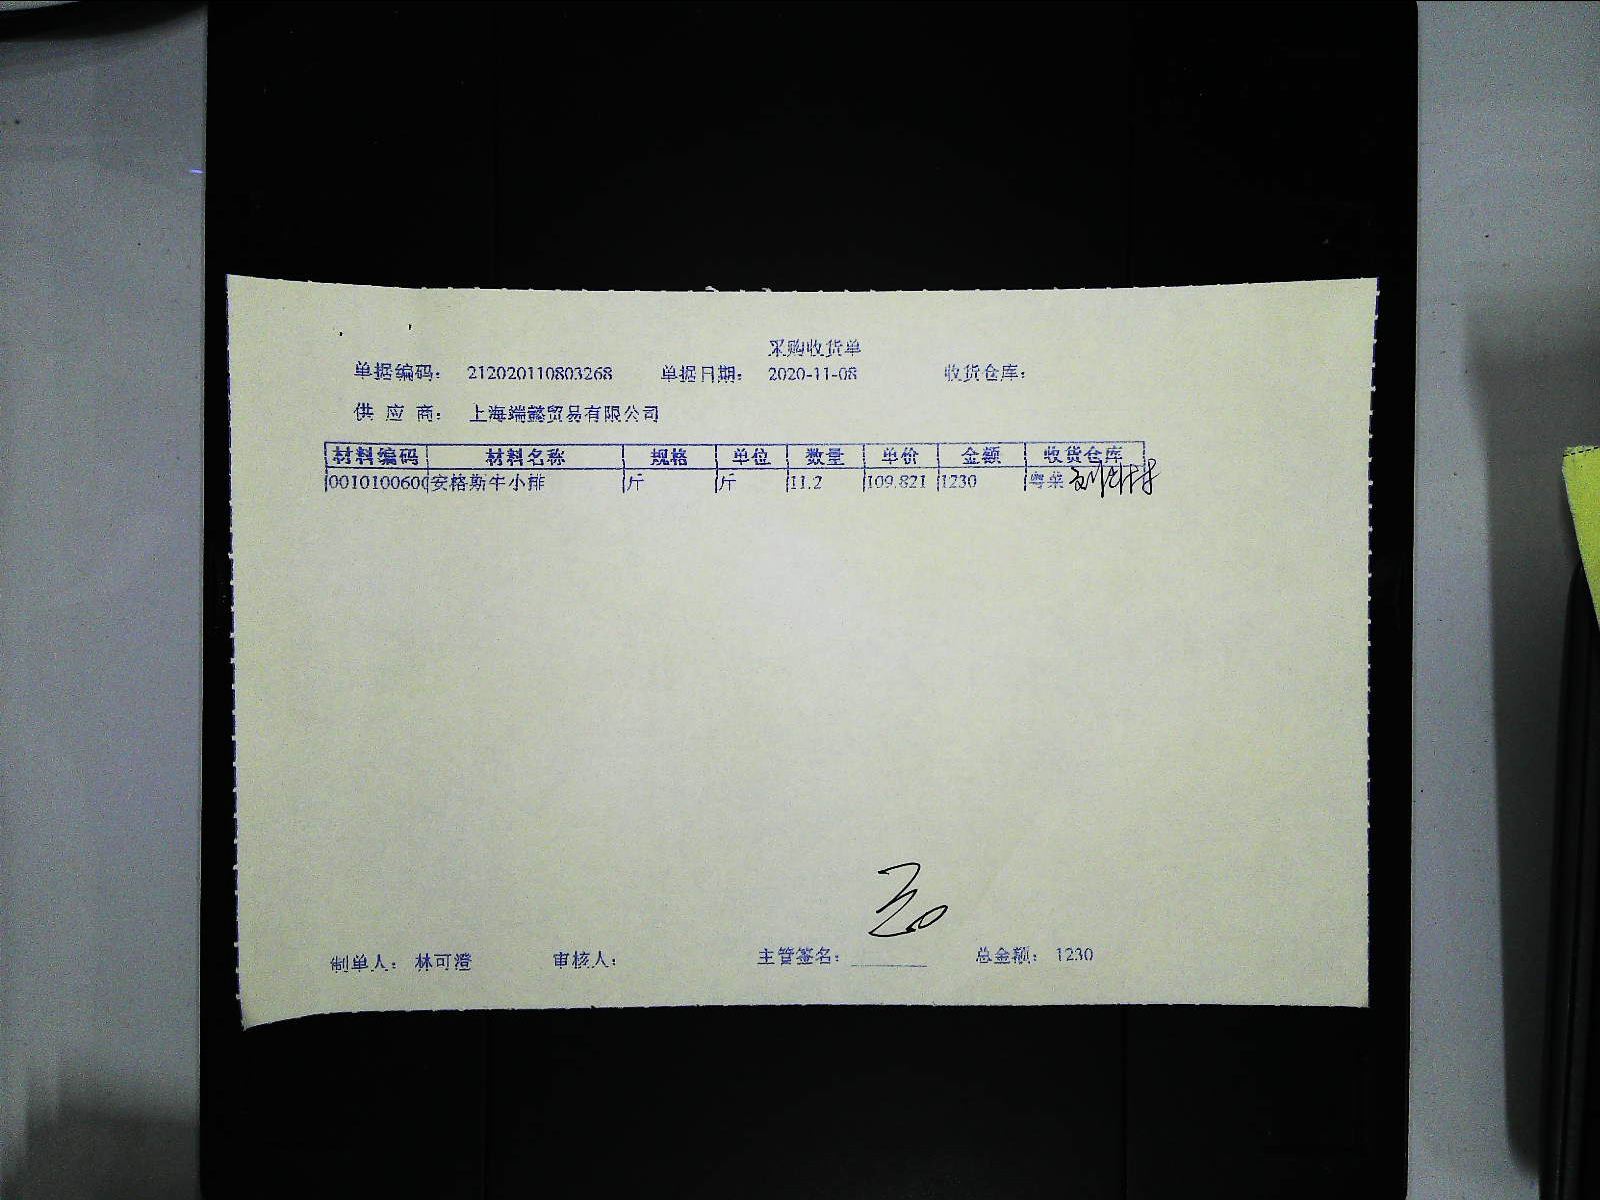 采购收货单
单据编码： 212020110803268 单据日期： 2020-11-08 收货仓库：
供 应 商： 上海端懿贸易有限公司
材料编码 材料名称 规格 单位 数量 单价 金额 收货仓库
0010100600 安格斯牛小排 斤 斤 11.2 109.821 1230 粤菜
制单人： 林可澄 审核人： 主管签名： 总金额： 1230